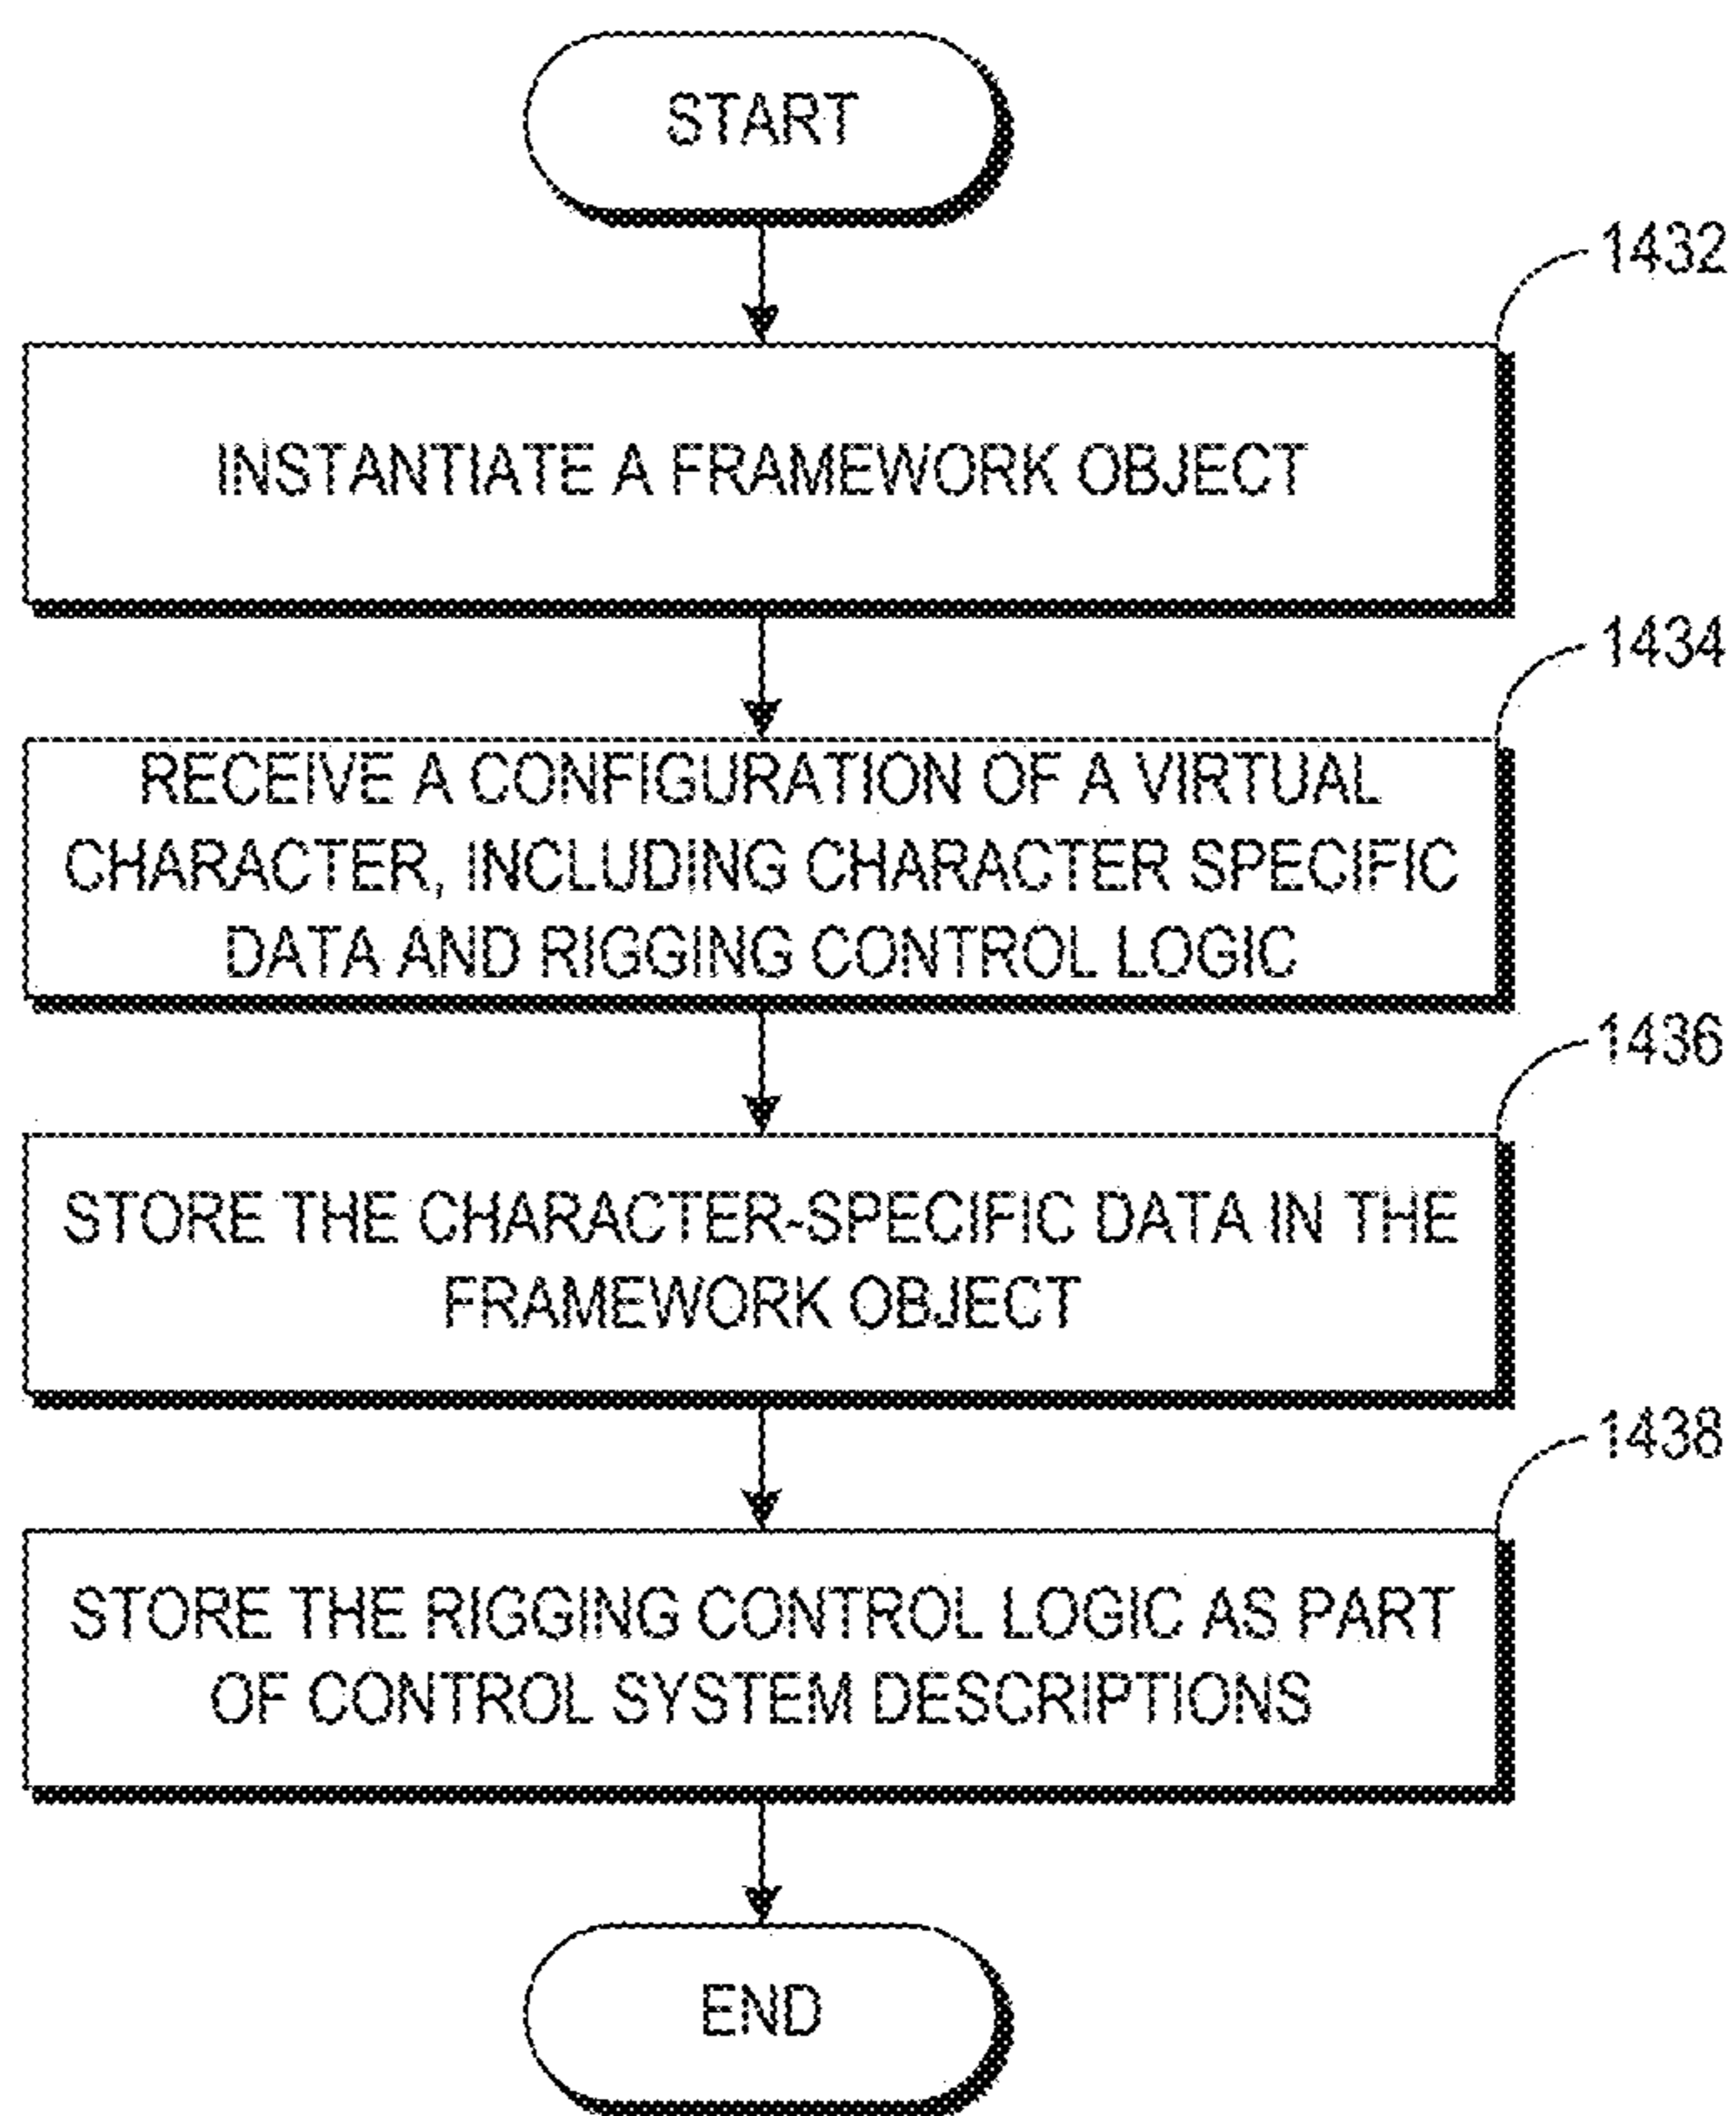 START
1432
INSTANTIATE A FRAMEWORK OBJECT
1434
RECEIVE A CONFIGURATION OF A VIRTUAL
CHARACTER, INCLUDING CHARACTER SPECIFIC
DATA AND RIGGING CONTROL LOGIC
1436
STORE THE CHARACTER-SPECIFIC DATA IN THE
FRAMEWORK OBJECT
1438
STORE THE RIGGING CONTROL LOGIC AS PART
OF CONTROL SYSTEM DESCRIPTIONS
END